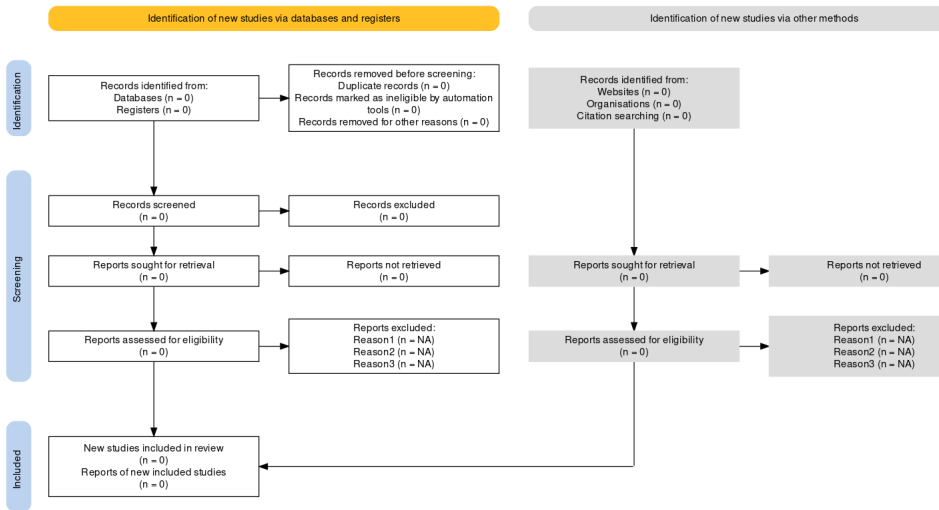 Identification of new studies via databases and registers
Identification of new studies via other methods
Identification
Records identified from:
Databases (n = 0)
Registers (n = 0)
Records removed before screening:
Duplicate records (n = 0)
Records marked as ineligible by automation
tools (n = 0)
Records removed for other reasons (n = 0)
Records identified from:
Websites (n = 0)
Organisations (n = 0)
Citation searching (n = 0)
Screening
Records screened
(n = 0)
Records excluded
(n = 0)
Reports sought for retrieval
(n = 0)
Reports not retrieved
(n = 0)
Reports sought for retrieval
(n = 0)
Reports not retrieved
(n = 0)
Reports assessed for eligibility
(n = 0)
Reports excluded:
Reason1 (n = NA)
Reason2 (n = NA)
Reason3 (n = NA)
Reports assessed for eligibility
(n = 0)
Reports excluded:
Reason1 (n = NA)
Reason2 (n = NA)
Reason3 (n = NA)
Included
New studies included in review
(n = 0)
Reports of new included studies
(n = 0)